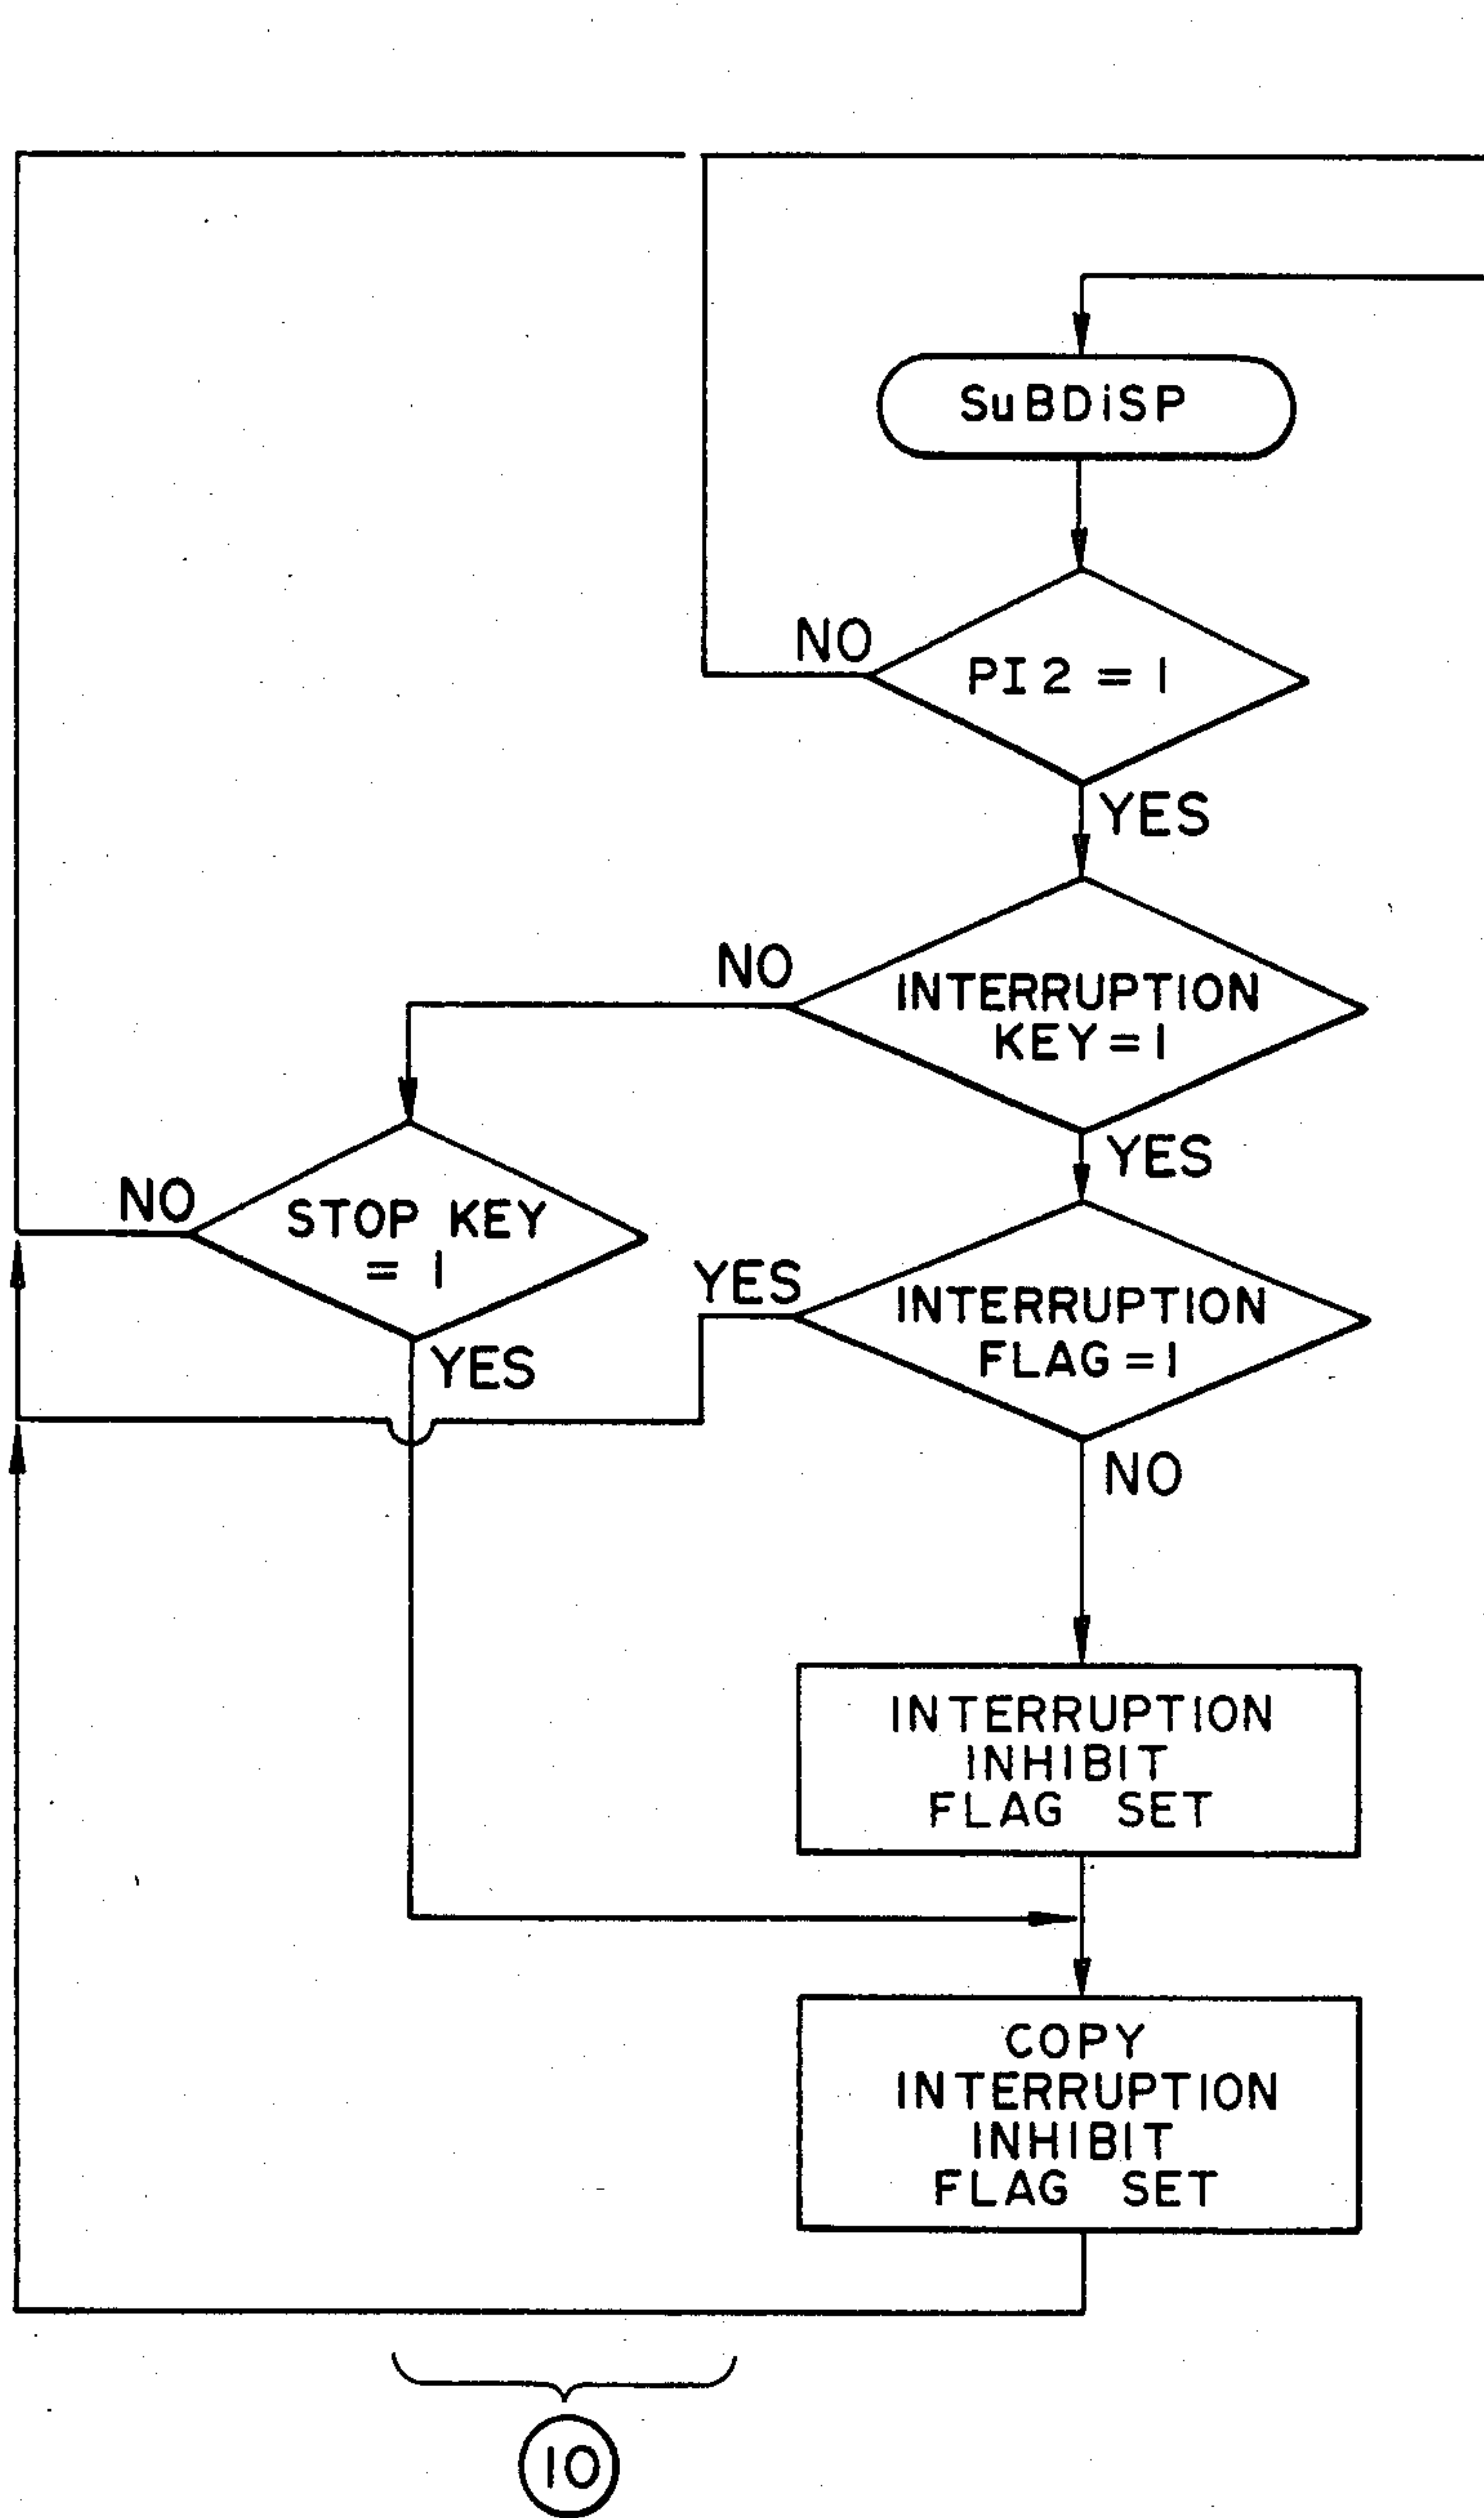 SuBDiSP
NO
PI2 = 1
YES
NO
INTERRUPTION
KEY=1
YES
NO
STOP KEY
= 1
YES
YES
INTERRUPTION
FLAG=1
NO
INTERRUPTION
INHIBIT
FLAG SET
COPY
INTERRUPTION
INHIBIT
FLAG SET
10